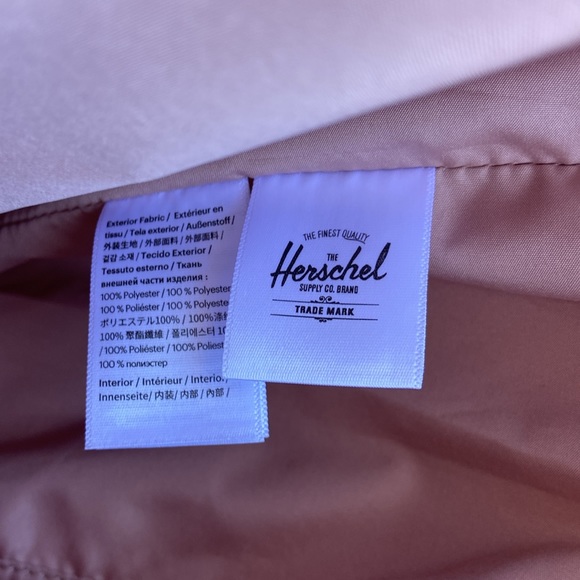 Exterior Fabric / Extérieur en
tissu / Tela exterior / Außenstoff /
外装生地 / 外部面料 / 外部面料 /
겉감 소재 / Tecido Exterior /
Tessuto esterno / Ткань
внешней части изделия :
100% Polyester / 100 % Polyester
100% Poliéster / 100% Polyester
ポリエステル100% / 100%涤纶
100% 聚酯纖維 / 폴리에스터 10
/ 100% Poliéster / 100% Poliest
100 % полиэстер
Interior / Intérieur / Interior
Innenseite / 内装 / 内部 / 內部 /
THE FINEST QUALITY
THE
Herschel
SUPPLY CO. BRAND
TRADE MARK